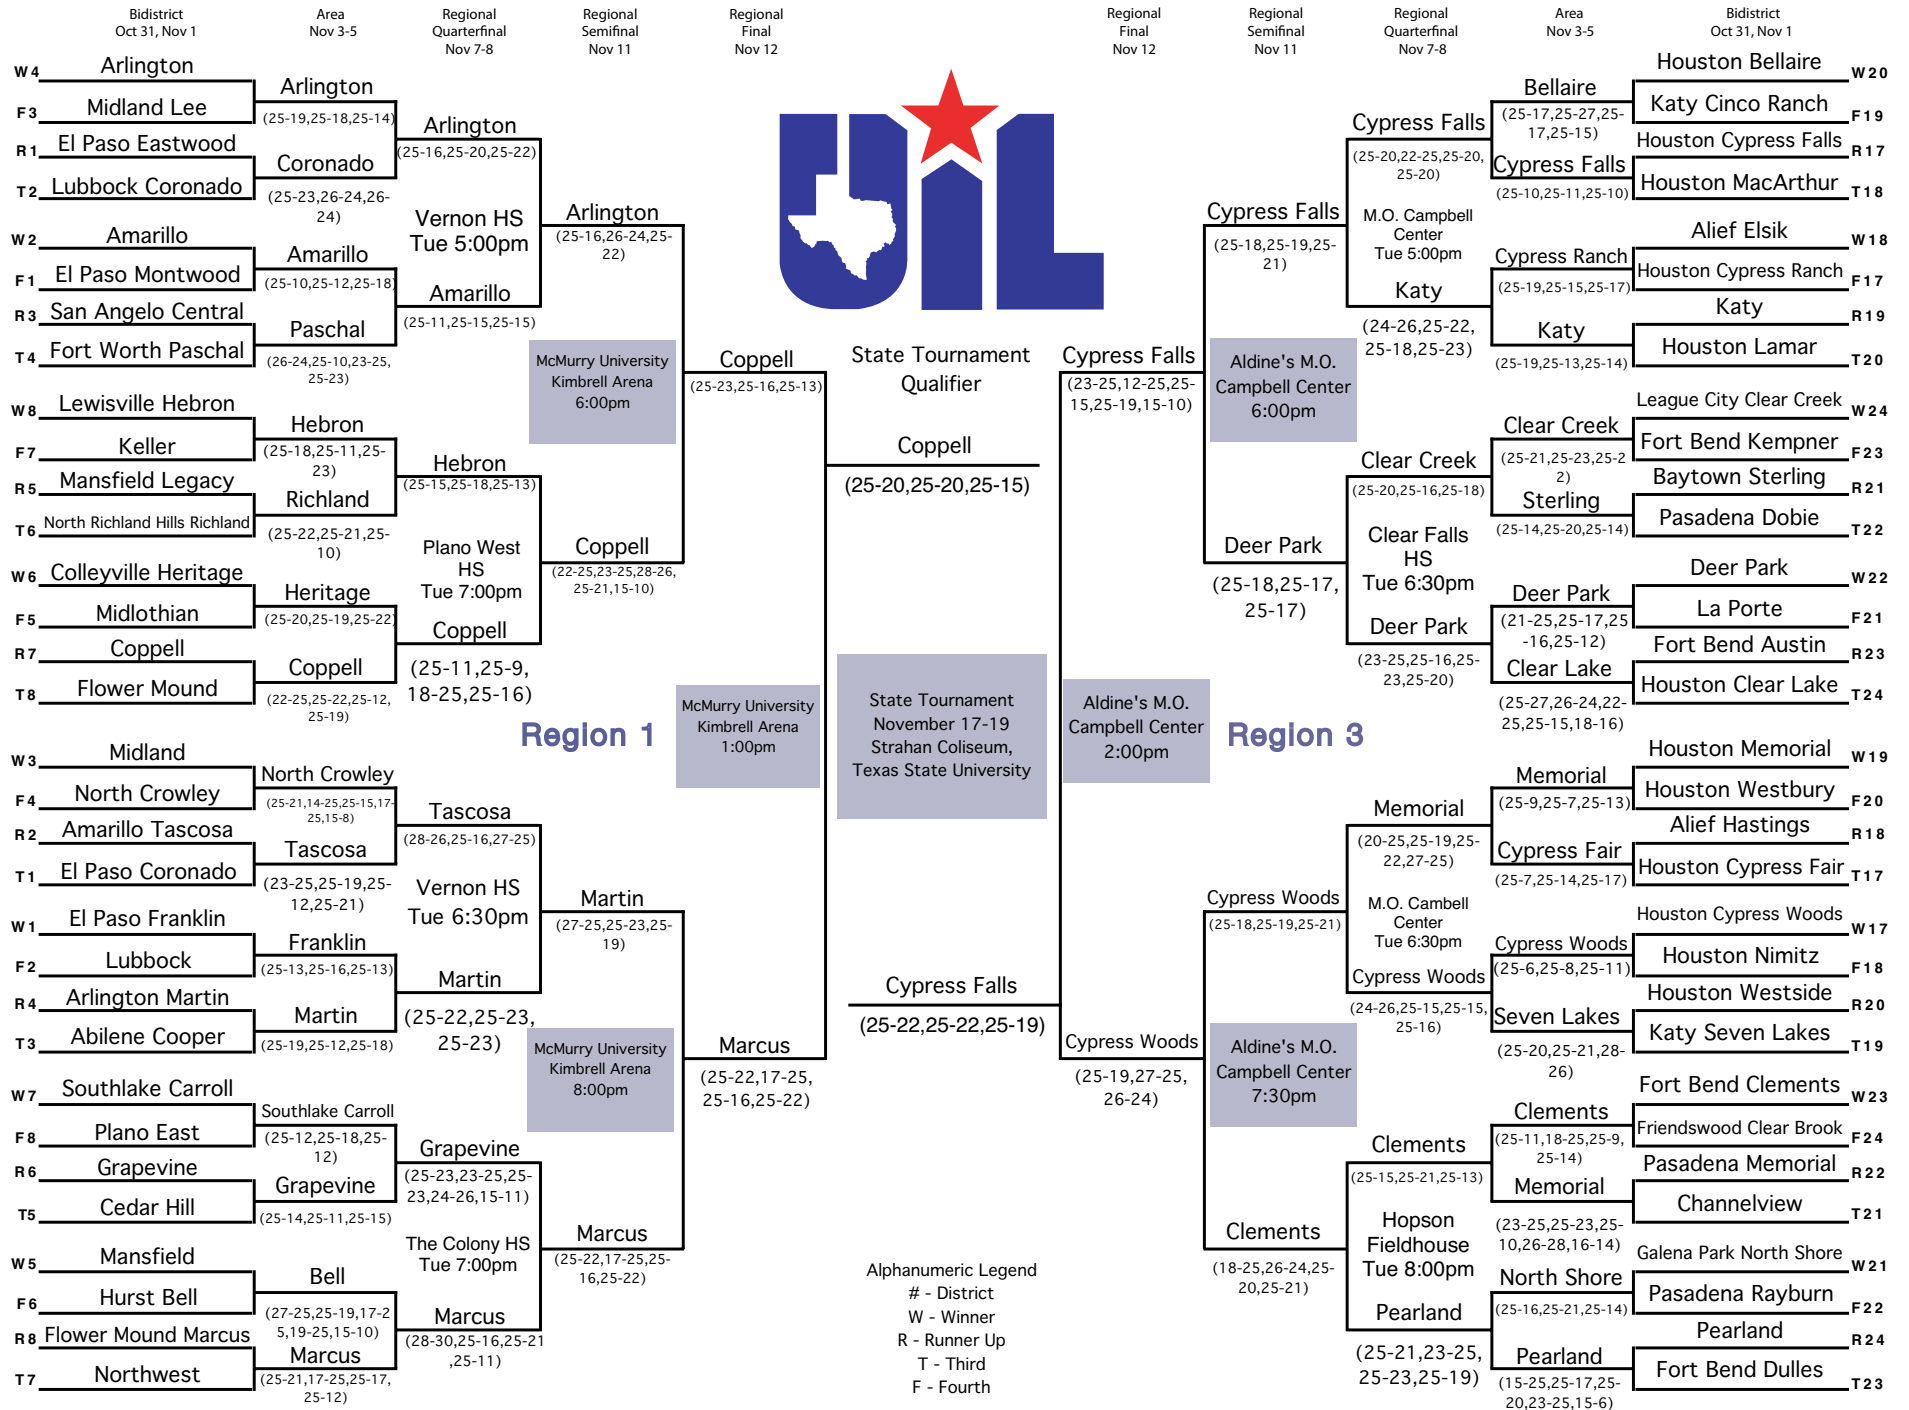 Bidistrict
Oct 31, Nov 1
Area
Nov 3-5
Regional
Quarterfinal
Nov 7-8
Regional
Semifinal
Nov 11
Regional
Final
Nov 12
Regional
Final
Nov 12
Regional
Semifinal
Nov 11
Regional
Quarterfinal
Nov 7-8
Area
Nov 3-5
Bidistrict
Oct 31, Nov 1
W4 Arlington
F3 Midland Lee
R1 El Paso Eastwood
T2 Lubbock Coronado
W2 Amarillo
F1 El Paso Montwood
R3 San Angelo Central
T4 Fort Worth Paschal
W8 Lewisville Hebron
F7 Keller
R5 Mansfield Legacy
T6 North Richland Hills Richland
W6 Colleyville Heritage
F5 Midlothian
R7 Coppell
T8 Flower Mound
W3 Midland
F4 North Crowley
R2 Amarillo Tascosa
T1 El Paso Coronado
W1 El Paso Franklin
F2 Lubbock
R4 Arlington Martin
T3 Abilene Cooper
W7 Southlake Carroll
F8 Plano East
R6 Grapevine
T5 Cedar Hill
W5 Mansfield
F6 Hurst Bell
R8 Flower Mound Marcus
T7 Northwest
Arlington
(25-19,25-18,25-14)
Coronado
(25-23,26-24,26-
24)
Amarillo
(25-10,25-12,25-18)
Paschal
(26-24,25-10,23-25,
25-23)
Hebron
(25-18,25-11,25-
23)
Richland
(25-22,25-21,25-
10)
Heritage
(25-20,25-19,25-22)
Coppell
(22-25,25-22,25-12,
25-19)
North Crowley
(25-21,14-25,25-15,17-
25,15-8)
Tascosa
(23-25,25-19,25-
12,25-21)
Franklin
(25-13,25-16,25-13)
Martin
(25-19,25-12,25-18)
Southlake Carroll
(25-12,25-18,25-
12)
Grapevine
(25-14,25-11,25-15)
Bell
(27-25,25-19,17-2
5,19-25,15-10)
Marcus
(25-21,17-25,25-17,
25-12)
Arlington
(25-16,25-20,25-22)
Vernon HS
Tue 5:00pm
Amarillo
(25-11,25-15,25-15)
Hebron
(25-15,25-18,25-13)
Plano West
HS
Tue 7:00pm
Coppell
(25-11,25-9,
18-25,25-16)
Tascosa
(28-26,25-16,27-25)
Vernon HS
Tue 6:30pm
Martin
(25-22,25-23,
25-23)
Grapevine
(25-23,23-25,25-
23,24-26,15-11)
The Colony HS
Tue 7:00pm
Marcus
(28-30,25-16,25-21
,25-11)
Arlington
(25-16,26-24,25-
22)
McMurry University
Kimbrell Arena
6:00pm
Coppell
(22-25,23-25,28-26,
25-21,15-10)
Region 1
Martin
(27-25,25-23,25-
19)
McMurry University
Kimbrell Arena
8:00pm
Marcus
(25-22,17-25,25-
16,25-22)
Coppell
(25-23,25-16,25-13)
McMurry University
Kimbrell Arena
1:00pm
Marcus
(25-22,17-25,
25-16,25-22)
UIL
State Tournament
Qualifier
Coppell
(25-20,25-20,25-15)
State Tournament
November 17-19
Strahan Coliseum,
Texas State University
Cypress Falls
(25-22,25-22,25-19)
Alphanumeric Legend
# - District
W - Winner
R - Runner Up
T - Third
F - Fourth
Cypress Falls
(23-25,12-25,25-
15,25-19,15-10)
Aldine's M.O.
Campbell Center
2:00pm
Cypress Woods
(25-19,27-25,
26-24)
Cypress Falls
(25-18,25-19,25-
21)
Aldine's M.O.
Campbell Center
6:00pm
Deer Park
(25-18,25-17,
25-17)
Region 3
Cypress Woods
(25-18,25-19,25-21)
Aldine's M.O.
Campbell Center
7:30pm
Clements
(18-25,26-24,25-
20,25-21)
Cypress Falls
(25-20,22-25,25-20,
25-20)
M.O. Campbell
Center
Tue 5:00pm
Katy
(24-26,25-22,
25-18,25-23)
Clear Creek
(25-20,25-16,25-18)
Clear Falls
HS
Tue 6:30pm
Deer Park
(23-25,25-16,25-
23,25-20)
Memorial
(20-25,25-19,25-
22,27-25)
M.O. Cambell
Center
Tue 6:30pm
Cypress Woods
(24-26,25-15,25-15,
25-16)
Clements
(25-15,25-21,25-13)
Hopson
Fieldhouse
Tue 8:00pm
Pearland
(25-21,23-25,
25-23,25-19)
Bellaire
(25-17,25-27,25-
17,25-15)
Cypress Falls
(25-10,25-11,25-10)
Cypress Ranch
(25-19,25-15,25-17)
Katy
(25-19,25-13,25-14)
Clear Creek
(25-21,25-23,25-2
2)
Sterling
(25-14,25-20,25-14)
Deer Park
(21-25,25-17,25
-16,25-12)
Clear Lake
(25-27,26-24,22-
25,25-15,18-16)
Memorial
(25-9,25-7,25-13)
Cypress Fair
(25-7,25-14,25-17)
Cypress Woods
(25-6,25-8,25-11)
Seven Lakes
(25-20,25-21,28-
26)
Clements
(25-11,18-25,25-9,
25-14)
Memorial
(23-25,25-23,25-
10,26-28,16-14)
North Shore
(25-16,25-21,25-14)
Pearland
(15-25,25-17,25-
20,23-25,15-6)
Houston Bellaire W20
Katy Cinco Ranch F19
Houston Cypress Falls R17
Houston MacArthur T18
Alief Elsik W18
Houston Cypress Ranch F17
Katy R19
Houston Lamar T20
League City Clear Creek W24
Fort Bend Kempner F23
Baytown Sterling R21
Pasadena Dobie T22
Deer Park W22
La Porte F21
Fort Bend Austin R23
Houston Clear Lake T24
Houston Memorial W19
Houston Westbury F20
Alief Hastings R18
Houston Cypress Fair T17
Houston Cypress Woods W17
Houston Nimitz F18
Houston Westside R20
Katy Seven Lakes T19
Fort Bend Clements W23
Friendswood Clear Brook F24
Pasadena Memorial R22
Channelview T21
Galena Park North Shore W21
Pasadena Rayburn F22
Pearland R24
Fort Bend Dulles T23